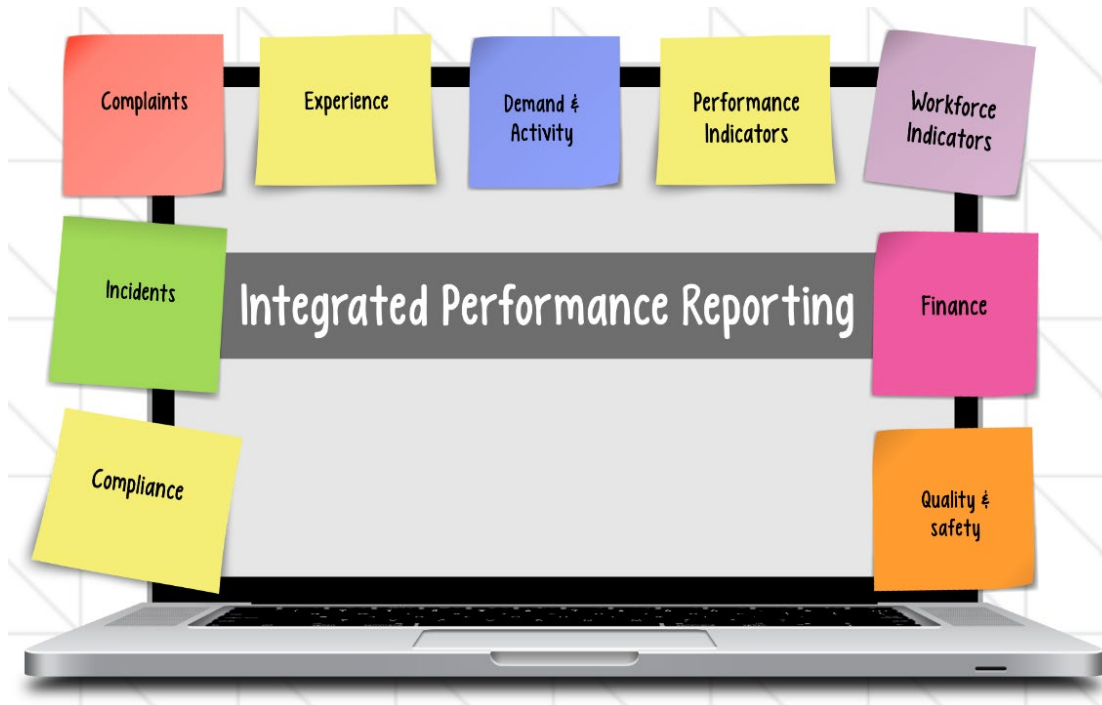 Complaints
Experience
Demand &
Activity
Performance
Indicators
Workforce
Indicators
Incidents
Integrated Performance Reporting
Finance
Compliance
Quality &
safety